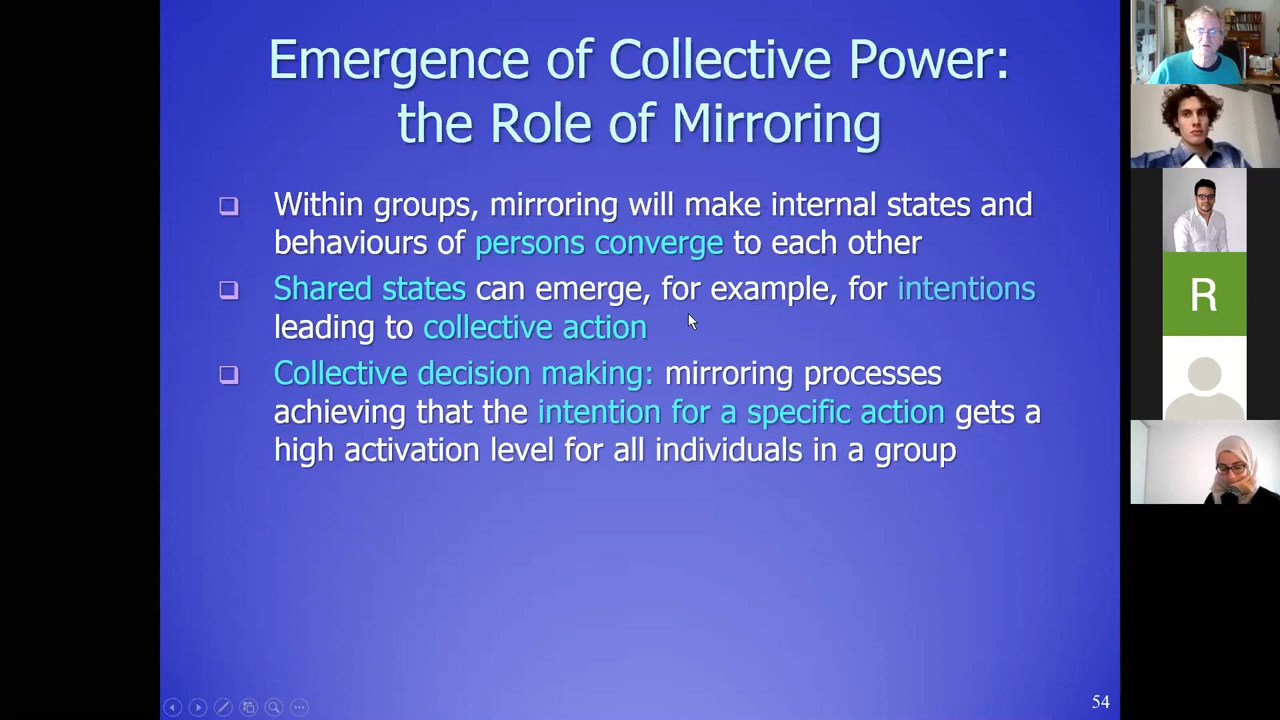 Emergence of Collective Power:
the Role of Mirroring
Within groups, mirroring will make internal states and
behaviours of persons converge to each other
Shared states can emerge, for example, for intentions
leading to collective action
Collective decision making: mirroring processes
achieving that the intention for a specific action gets a
high activation level for all individuals in a group
54
R